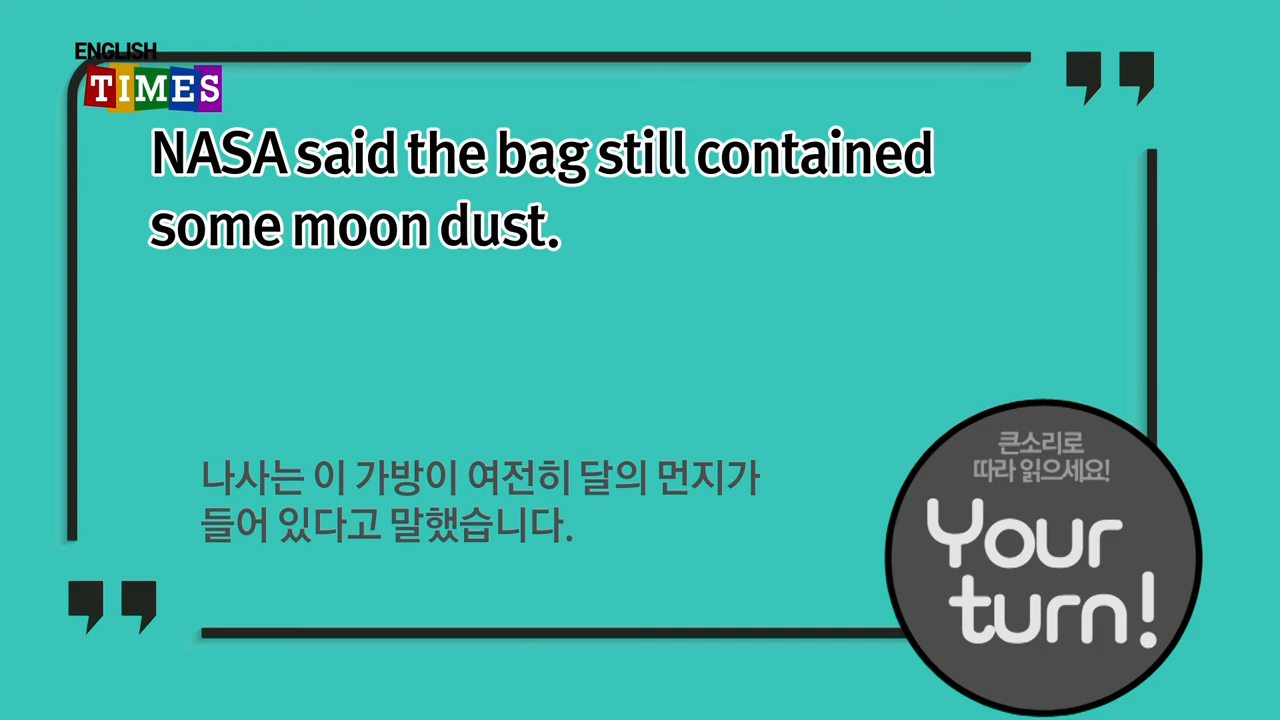 ENGLISH
TIMES
NASA said the bag still contained
some moon dust.
나사는 이 가방이 여전히 달의 먼지가
들어 있다고 말했습니다.
큰소리로
따라 읽으세요!
Your
turn!